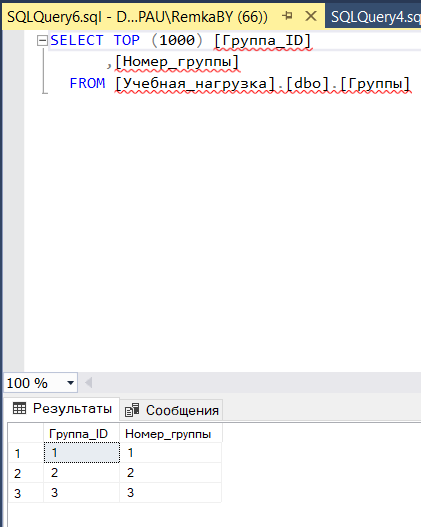 SQLQuery6.sql - D...PAU\RemkaBY (66))
SQLQuery4.sq
SELECT TOP (1000) [Группа_ID]
,[Номер_группы]
FROM [Учебная_нагрузка].[dbo].[Группы]
100 %
Результаты Сообщения
Группа_ID Номер_группы
1 1 1
2 2 2
3 3 3